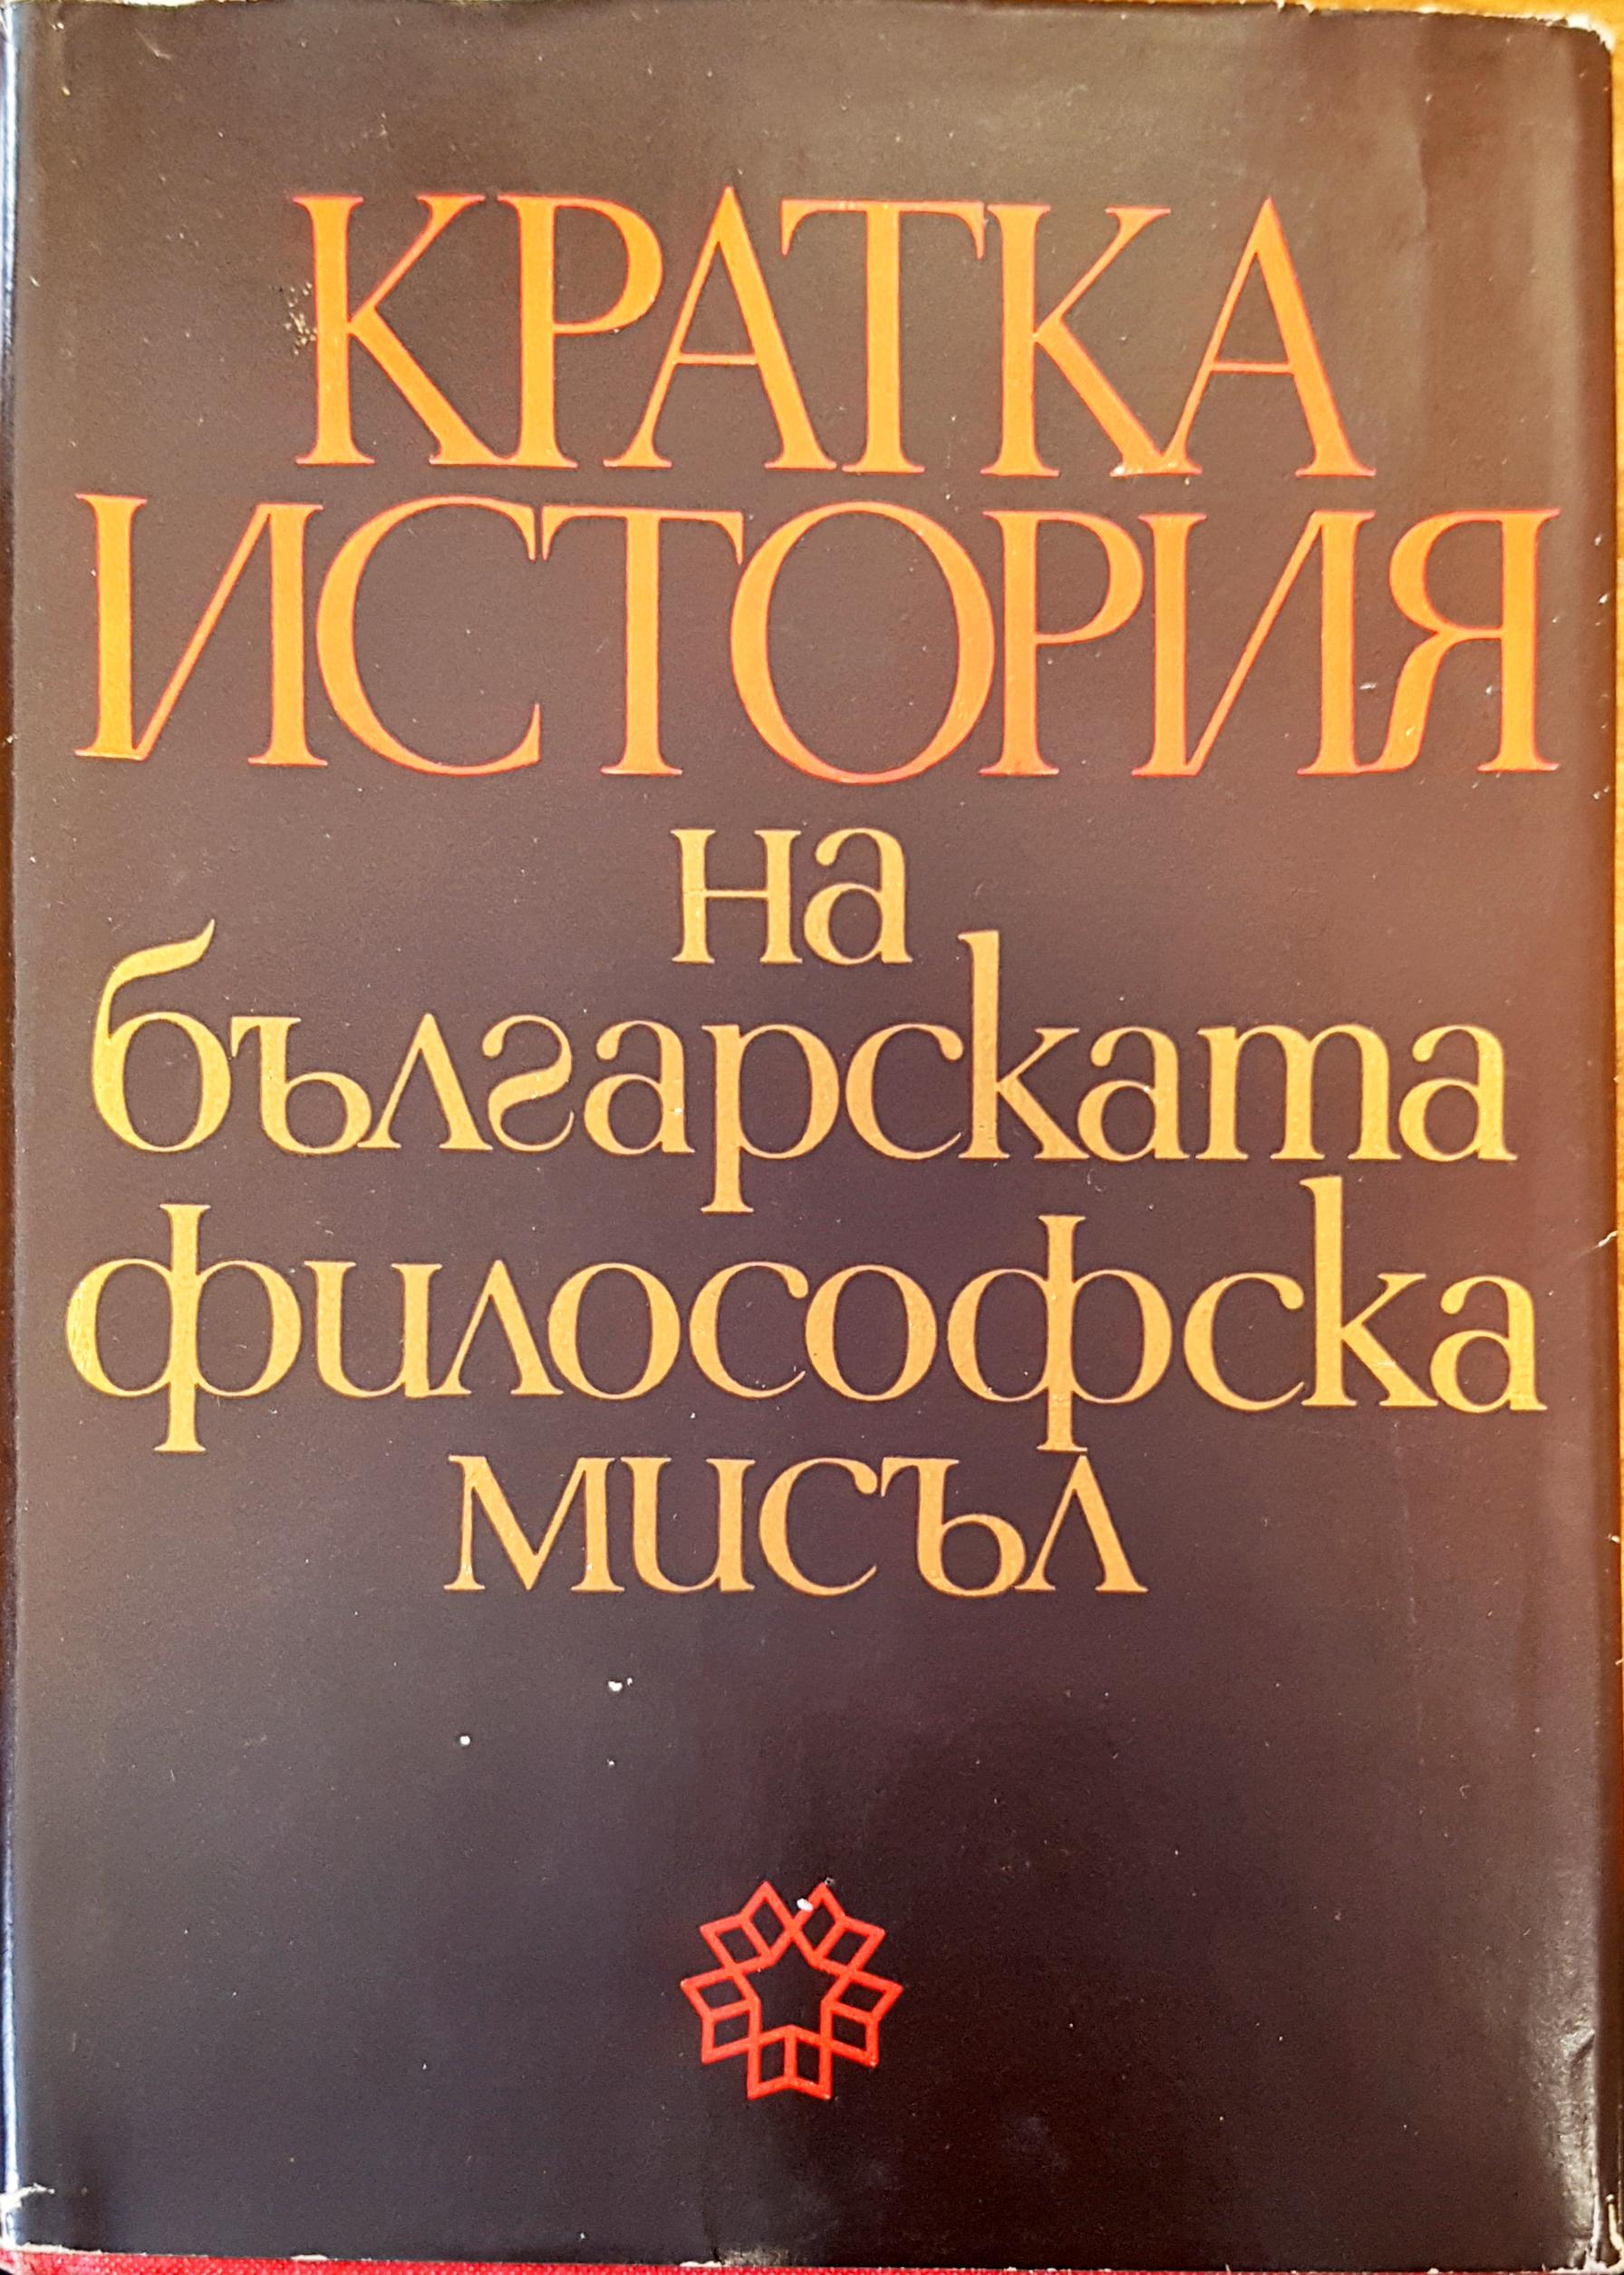 КРАТКА
ИСТОРИЯ
на
българската
философска
мисъл